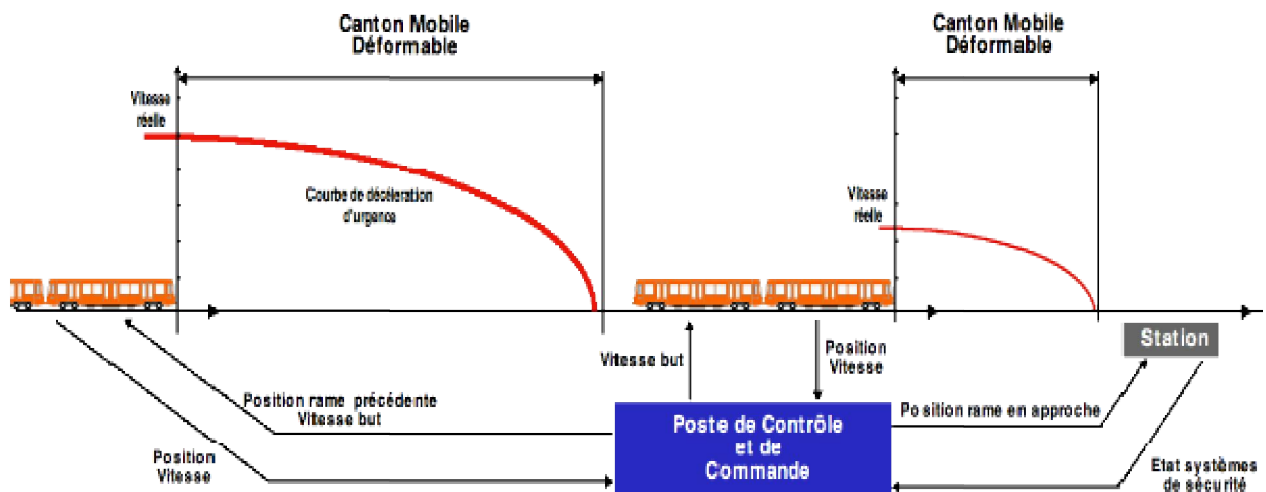 Canton Mobile
Déformable
Canton Mobile
Déformable
Vitesse
réelle
Courbe de décéleration
d'urgence
Vitesse
réelle
Station
Vitesse but
Position
Vitesse
Position rame précédente
Vitesse but
Poste de Contrôle
et de
Commande
Position rame en approche
Position
Vitesse
Etat systèmes
de sécurité